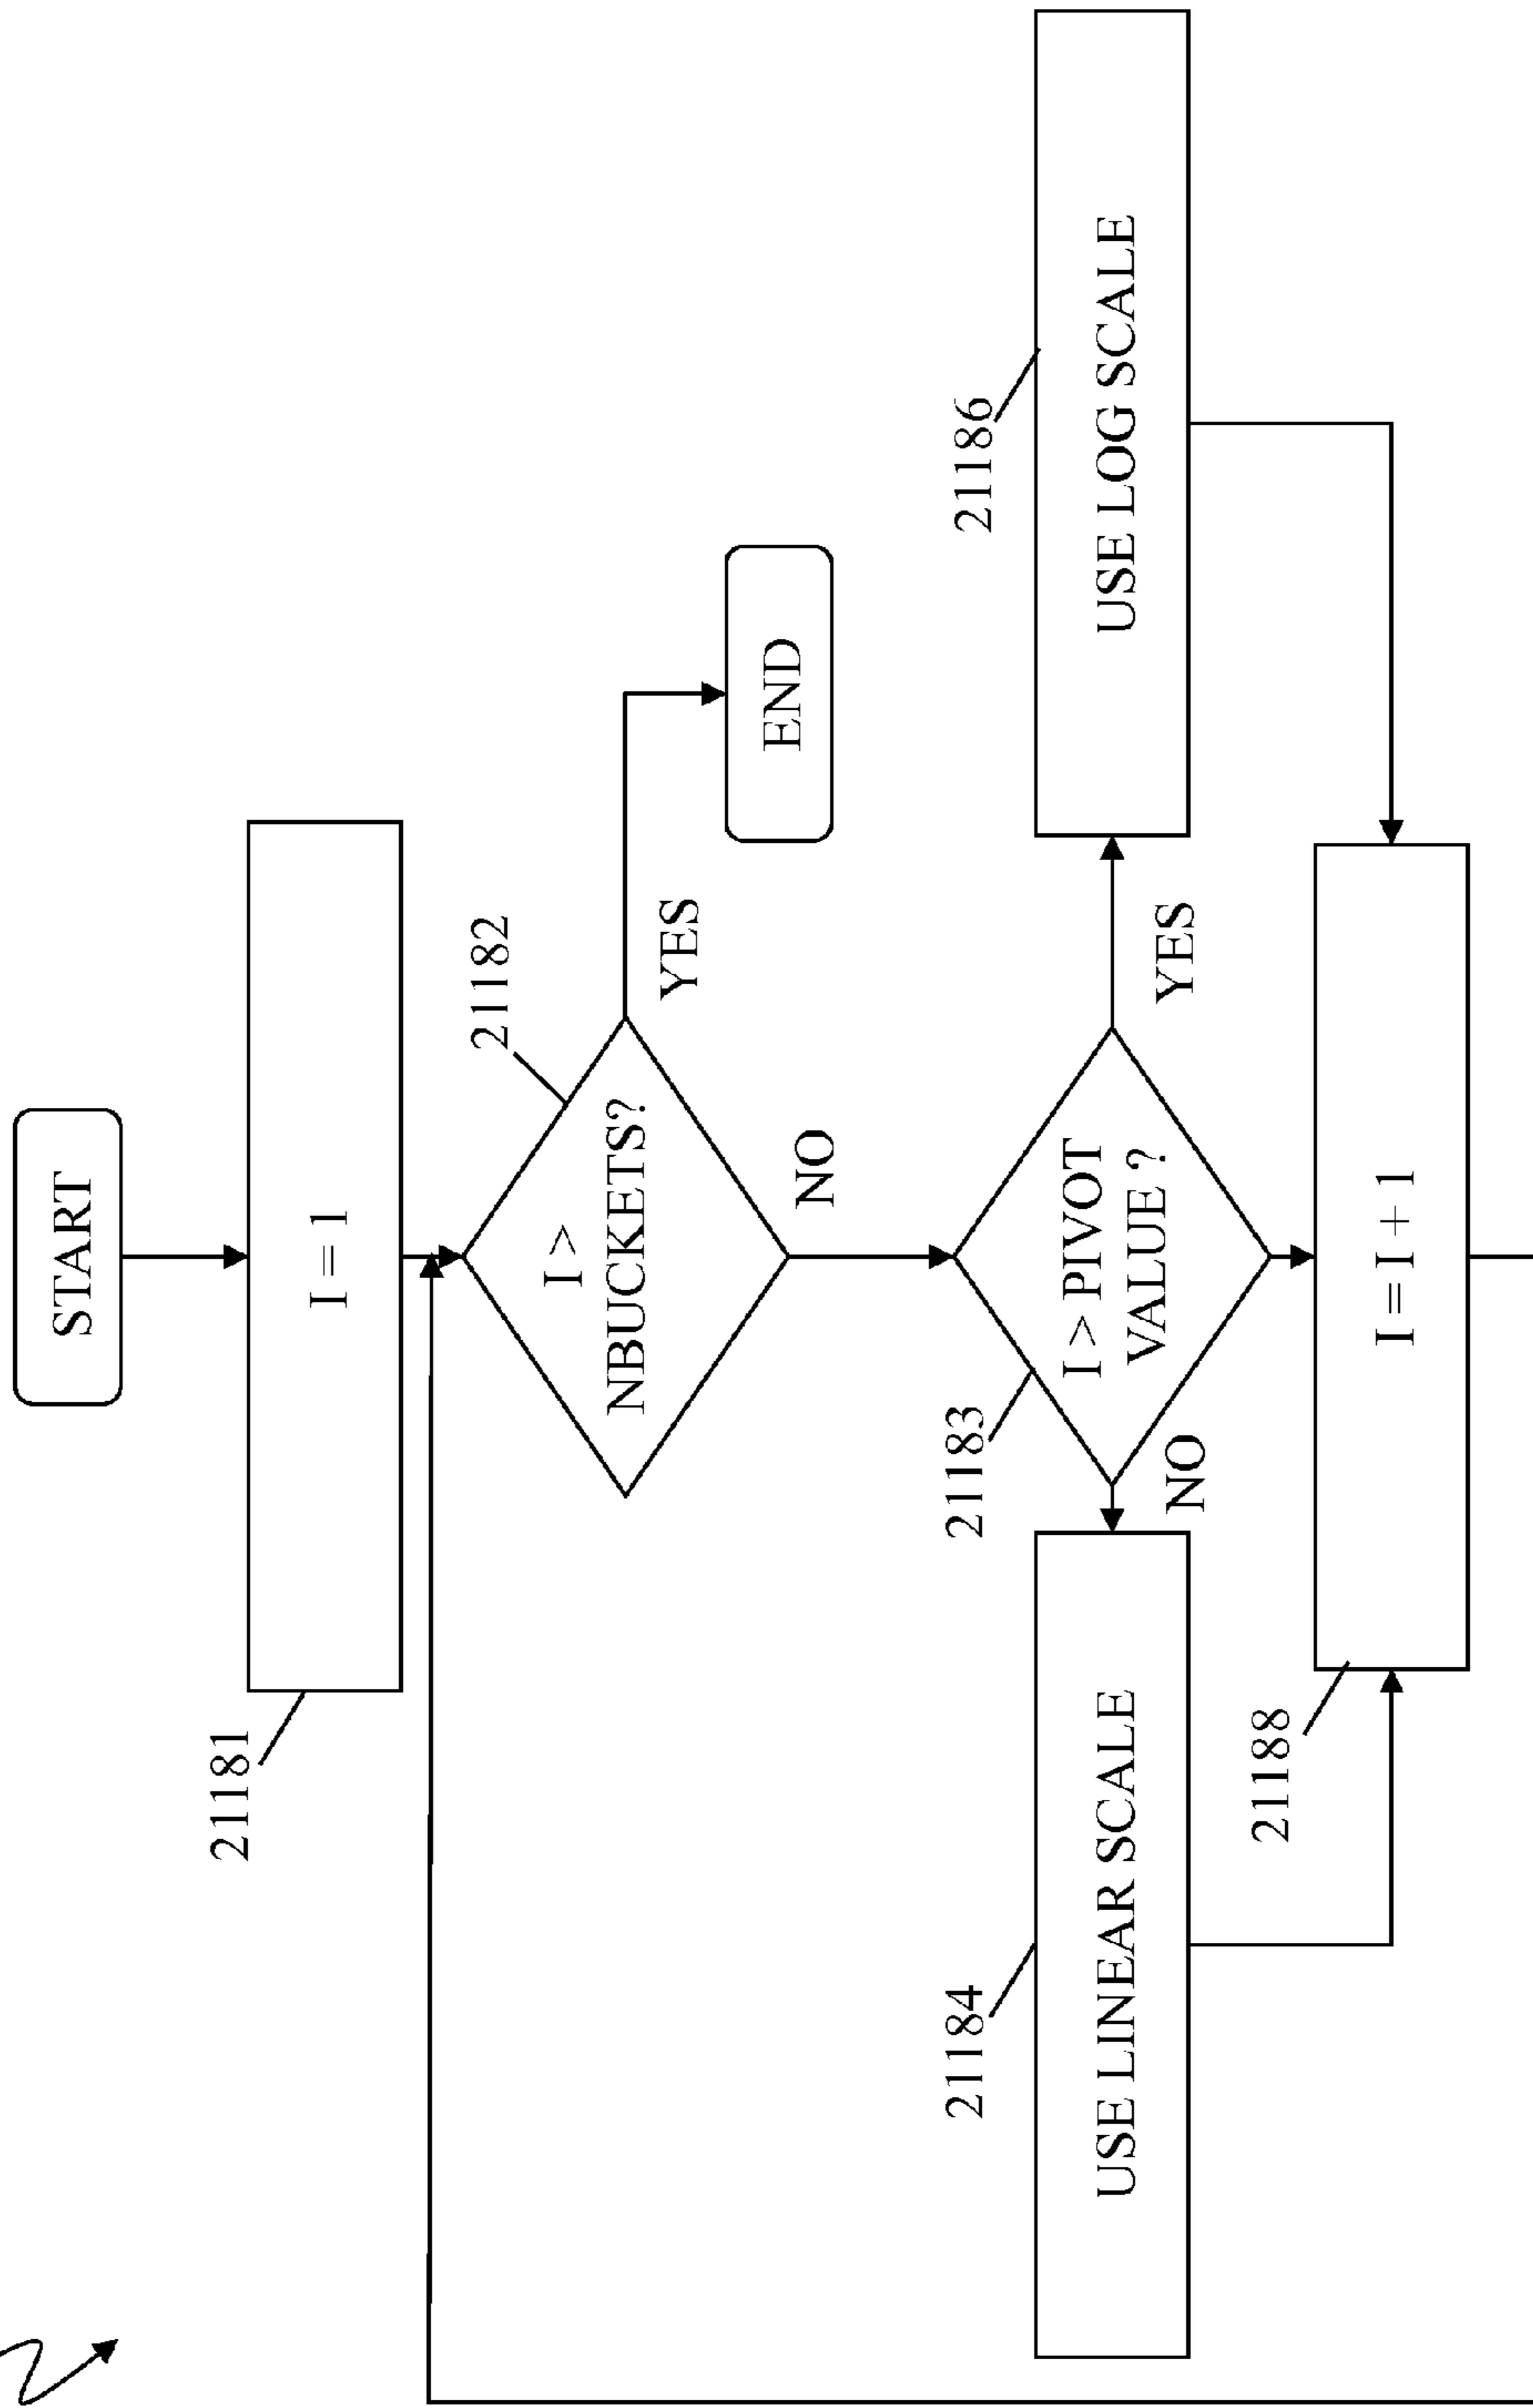 START
21181
I = 1
21182
I >
NBUCKETS?
YES
END
NO
21183
I > PIVOT
VALUE ?
NO
YES
21184
USE LINEAR SCALE
21186
USE LOG SCALE
21188
I = I + 1